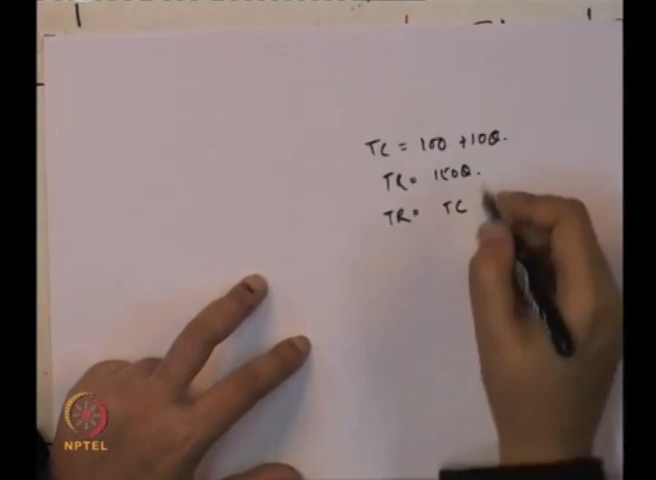 TC = 100 + 10Q.
TR = 150Q.
TR = TC
NPTEL